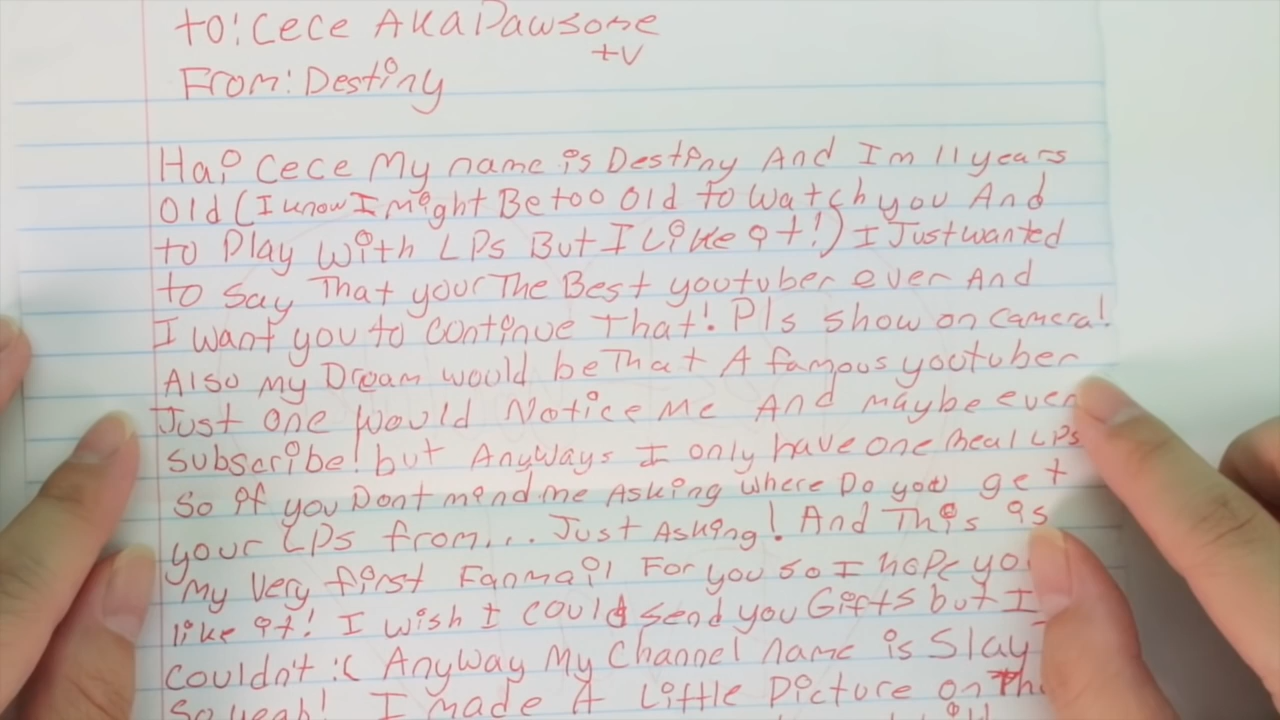 to: Cece AKA Pawsome
tv
From: Destiny
Hai Cece My name is Destiny And Im 11 years
Old (I know I might Be too Old to Watch you And
to Play With LPs But I Like it!) I Just wanted
to Say That your The Best youtuber ever And
I Want you to Continue That! Pls show on camera!
Also my Dream would be That A famous youtuber
Just one Would Notice Me And maybe even
subscribe! but AnyWays I only have one Real LPs
So if you Dont mind me Asking Where Do you get
your LPs from... Just Asking! And This is
My Very first Fanmail For you so I hope you
like it! I wish I Could send you Gifts but I
Couldn't :( AnyWay My Channel name is Slay
So yeah! I made A Little Picture on